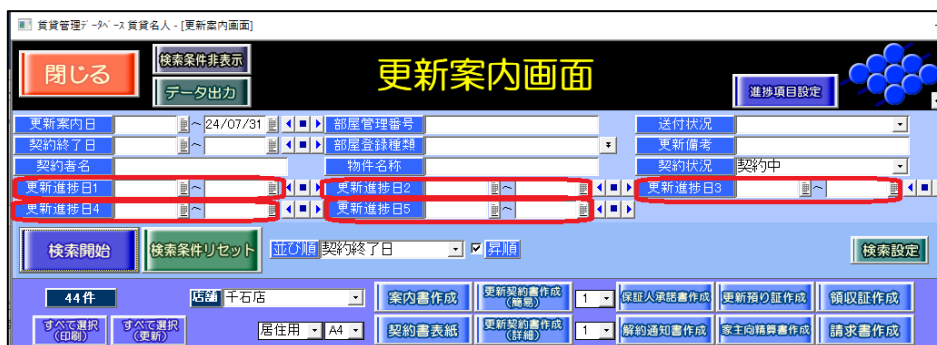 賃貸管理ﾃﾞｰﾀﾍﾞｰｽ 賃貸名人 - [更新案内画面]
閉じる
検索条件非表示
データ出力
更新案内画面
進捗項目設定
更新案内日 ～ 24/07/31 部屋管理番号 送付状況
契約終了日 ～ 部屋登録種類 更新備考
契約者名 物件名称 契約状況 契約中
更新進捗日1 ～ 更新進捗日2 ～ 更新進捗日3 ～
更新進捗日4 ～ 更新進捗日5 ～
検索開始 検索条件リセット 並び順 契約終了日 昇順 検索設定
44件 店舗 千石店 案内書作成 更新契約書作成(簡易) 1 保証人承諾書作成 更新預り証作成 領収証作成
すべて選択(印刷) すべて選択(更新) 居住用 A4 契約書表紙 更新契約書作成(詳細) 1 解約通知書作成 家主向精算書作成 請求書作成